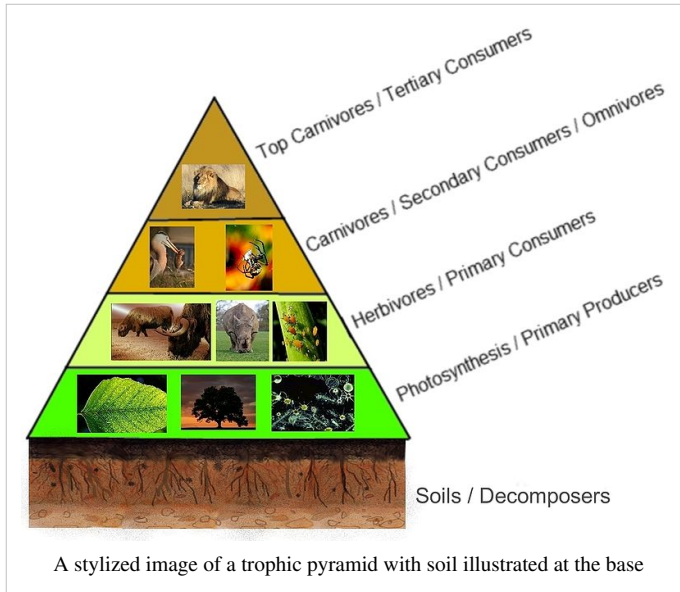 Top Carnivores / Tertiary Consumers
Carnivores / Secondary Consumers / Omnivores
Herbivores / Primary Consumers
Photosynthesis / Primary Producers
Soils / Decomposers
A stylized image of a trophic pyramid with soil illustrated at the base